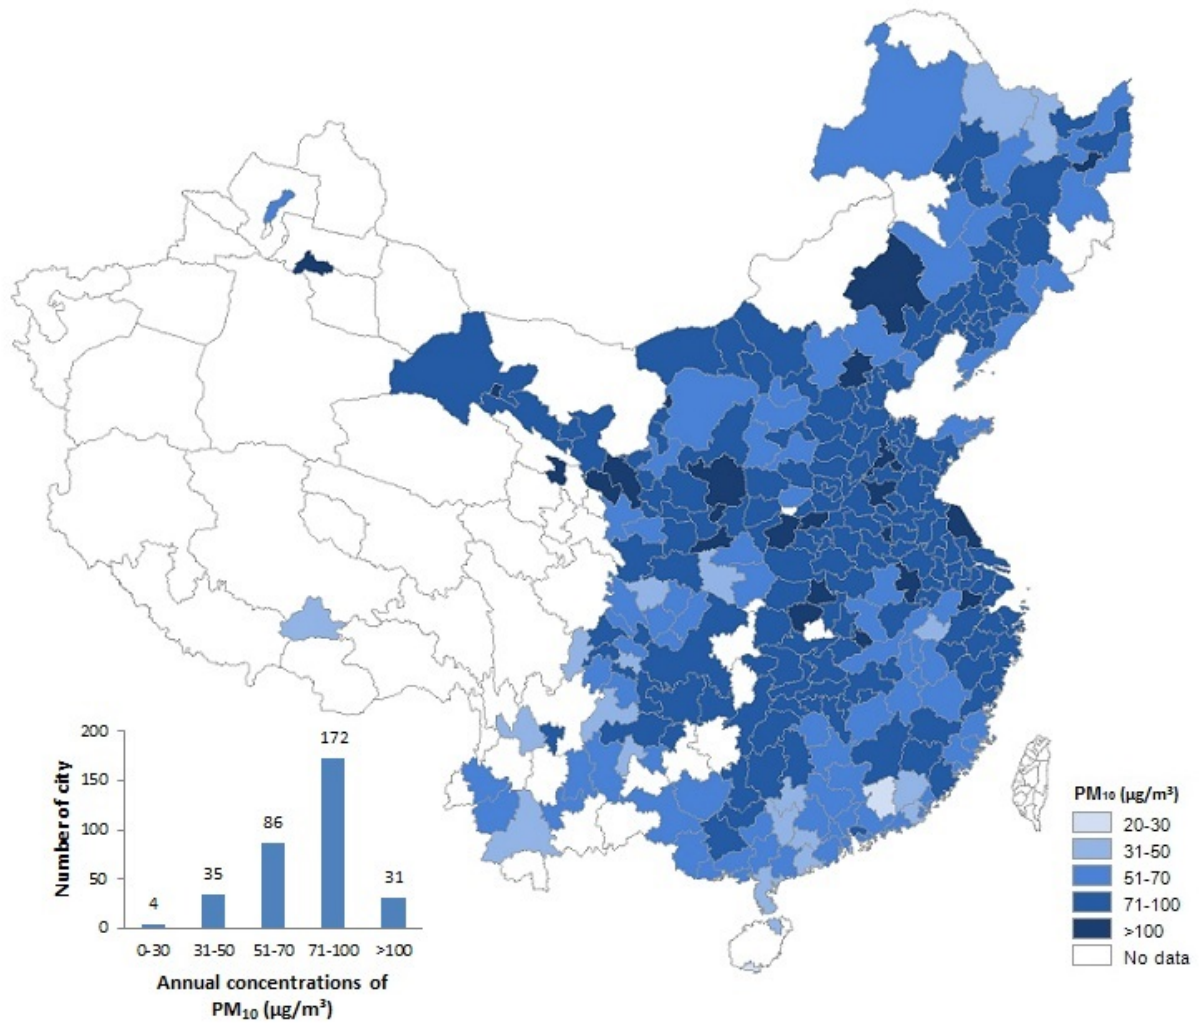 200
150
100
50
0
Number of city
4
35
86
172
31
0-30 31-50 51-70 71-100 >100
Annual concentrations of
PM₁₀ (µg/m³)
PM₁₀ (µg/m³)
20-30
31-50
51-70
71-100
>100
No data